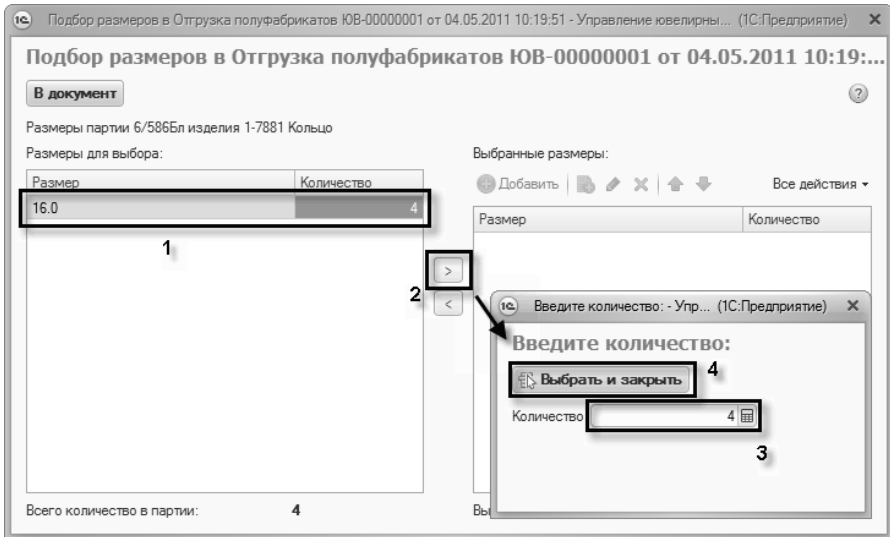 1С Подбор размеров в Отгрузка полуфабрикатов ЮВ-00000001 от 04.05.2011 10:19:51 - Управление ювелирны... (1С:Предприятие)
Подбор размеров в Отгрузка полуфабрикатов ЮВ-00000001 от 04.05.2011 10:19:...
В документ ?
Размеры партии 6/586Бл изделия 1-7881 Кольцо
Размеры для выбора:
Размер Количество
16.0 4
1
Всего количество в партии: 4
2
>
<
Выбранные размеры:
Добавить Все действия
Размер Количество
1С Введите количество: - Упр... (1С:Предприятие)
Введите количество:
Выбрать и закрыть 4
Количество 4
3
Вы